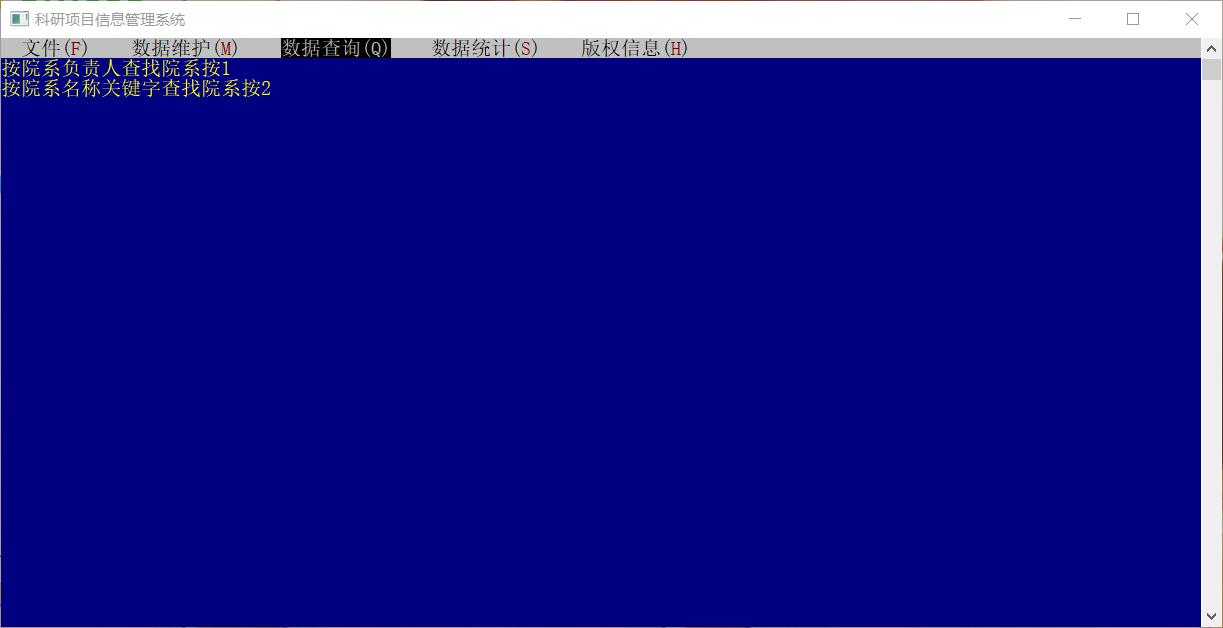 科研项目信息管理系统
文件(F) 数据维护(M) 数据查询(Q) 数据统计(S) 版权信息(H)
按院系负责人查找院系按1
按院系名称关键字查找院系按2